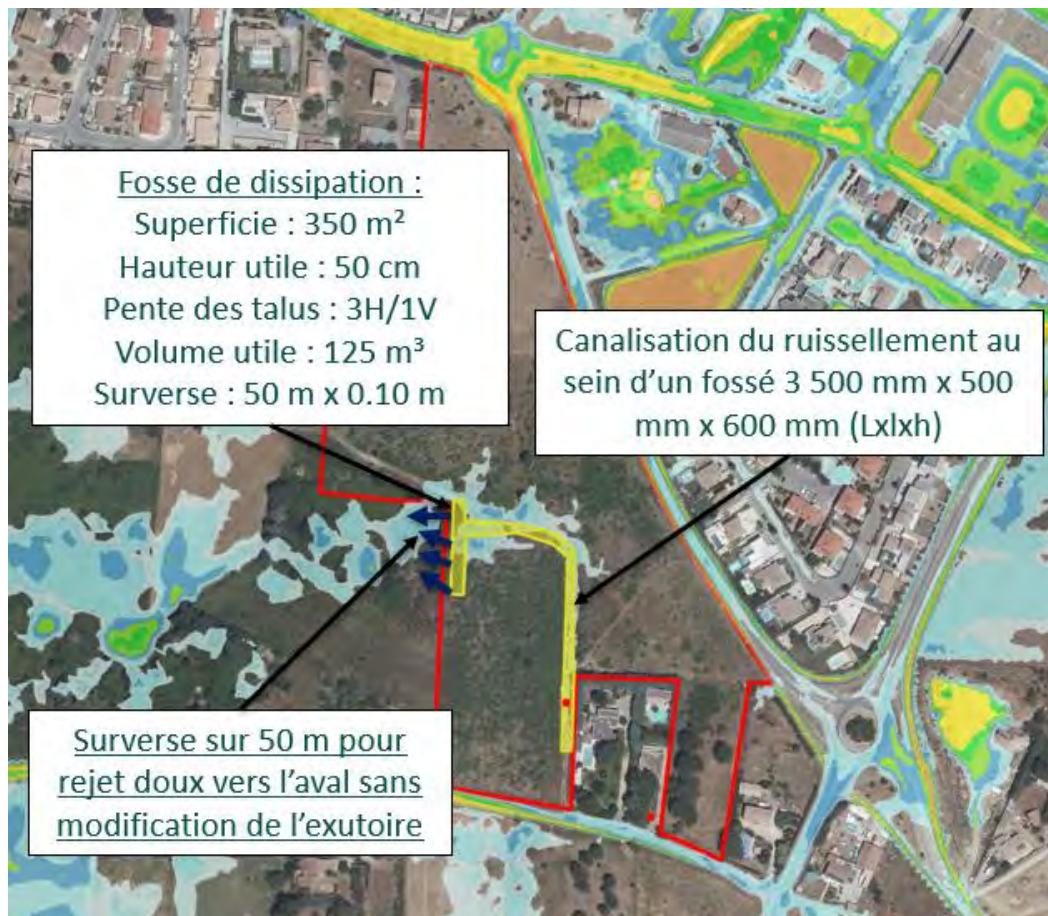 Fosse de dissipation :
Superficie : 350 m²
Hauteur utile : 50 cm
Pente des talus : 3H/1V
Volume utile : 125 m³
Surverse : 50 m x 0.10 m
Canalisation du ruissellement au
sein d’un fossé 3 500 mm x 500
mm x 600 mm (Lxlxh)
Surverse sur 50 m pour
rejet doux vers l’aval sans
modification de l’exutoire